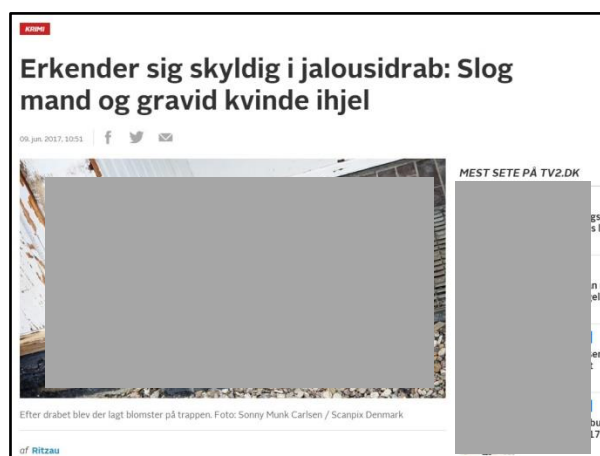 KRIMI
Erkender sig skyldig i jalousidrab: Slog
mand og gravid kvinde ihjel
09. jun. 2017, 10:51
MEST SETE PÅ TV2.DK
Efter drabet blev der lagt blomster på trappen. Foto: Sonny Munk Carlsen / Scanpix Denmark
af Ritzau